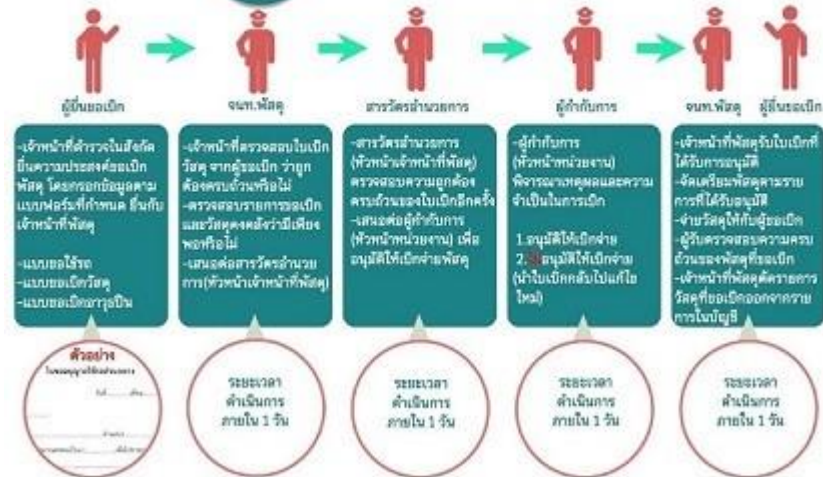 ผู้ยื่นขอเบิก
จนท.พัสดุ
สารวัตรอำนวยการ
ผู้กำกับการ
จนท.พัสดุ
ผู้ยื่นขอเบิก
-เจ้าหน้าที่ตำรวจในสังกัด
ยื่นความประสงค์ขอเบิก
พัสดุ โดยกรอกข้อมูลตาม
แบบฟอร์มที่กำหนด ยื่นกับ
เจ้าหน้าที่พัสดุ
-แบบขอใช้รถ
-แบบขอเบิกวัสดุ
-แบบขอเบิกอาวุธปืน
-เจ้าหน้าที่ตรวจสอบใบเบิก
วัสดุ จากผู้ขอเบิก ว่าถูก
ต้องครบถ้วนหรือไม่
-ตรวจสอบรายการขอเบิก
และวัสดุคงคลังว่ามีเพียง
พอหรือไม่
-เสนอต่อสารวัตรอำนวย
การ(หัวหน้าเจ้าหน้าที่พัสดุ)
-สารวัตรอำนวยการ
(หัวหน้าเจ้าหน้าที่พัสดุ)
ตรวจสอบความถูกต้อง
ครบถ้วนของใบเบิกอีกครั้ง
-เสนอต่อผู้กำกับการ
(หัวหน้าหน่วยงาน) เพื่อ
อนุมัติให้เบิกจ่ายพัสดุ
-ผู้กำกับการ
(หัวหน้าหน่วยงาน)
พิจารณาเหตุผลและความ
จำเป็นในการเบิก
1.อนุมัติให้เบิกจ่าย
2.ไม่อนุมัติให้เบิกจ่าย
(นำใบเบิกกลับไปแก้ไข
ใหม่)
-เจ้าหน้าที่พัสดุรับใบเบิกที่
ได้รับการอนุมัติ
-จัดเตรียมพัสดุตามราย
การที่ได้รับอนุมัติ
-จ่ายวัสดุให้กับผู้ขอเบิก
-ผู้รับตรวจสอบความครบ
ถ้วนของพัสดุที่ขอเบิก
-เจ้าหน้าที่พัสดุตัดรายการ
วัสดุที่ขอเบิกออกจากราย
การในบัญชี
ตัวอย่าง
ระยะเวลา
ดำเนินการ
ภายใน 1 วัน
ระยะเวลา
ดำเนินการ
ภายใน 1 วัน
ระยะเวลา
ดำเนินการ
ภายใน 1 วัน
ระยะเวลา
ดำเนินการ
ภายใน 1 วัน